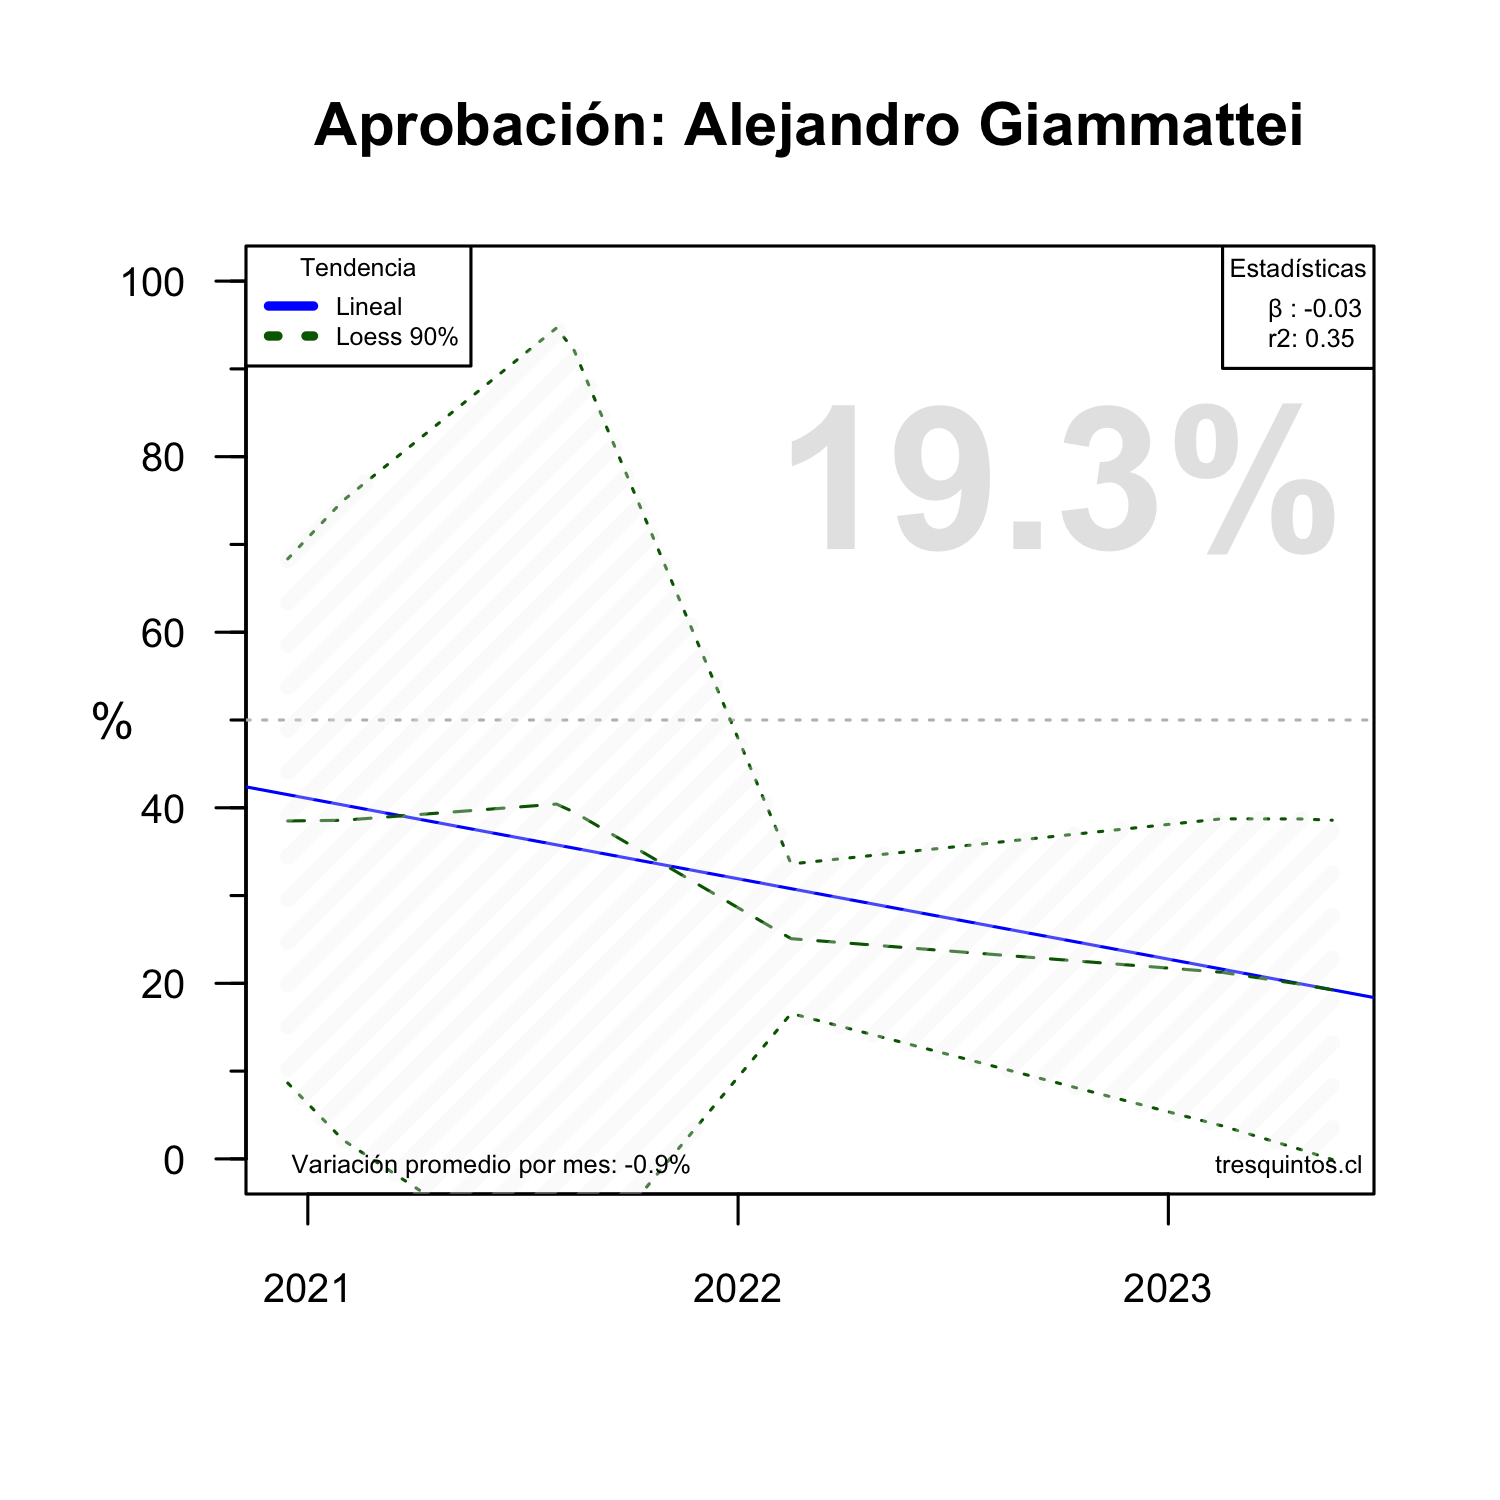 Aprobación: Alejandro Giammattei
Tendencia
Lineal
Loess 90%
Estadísticas
β : -0.03
r2: 0.35
19.3%
100
80
60
%
40
20
0
Variación promedio por mes: -0.9%
tresquintos.cl
2021
2022
2023